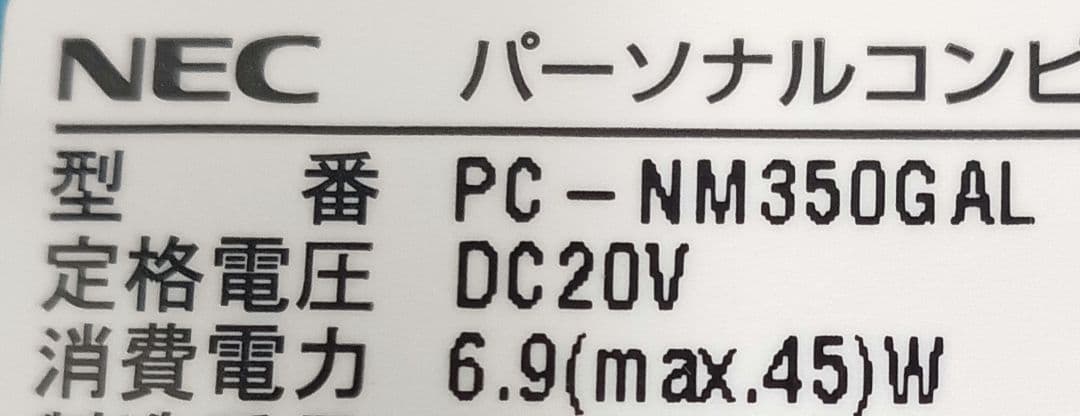 NEC パーソナルコンピ
型番 PC-NM350GAL
定格電圧 DC20V
消費電力 6.9(max.45)W